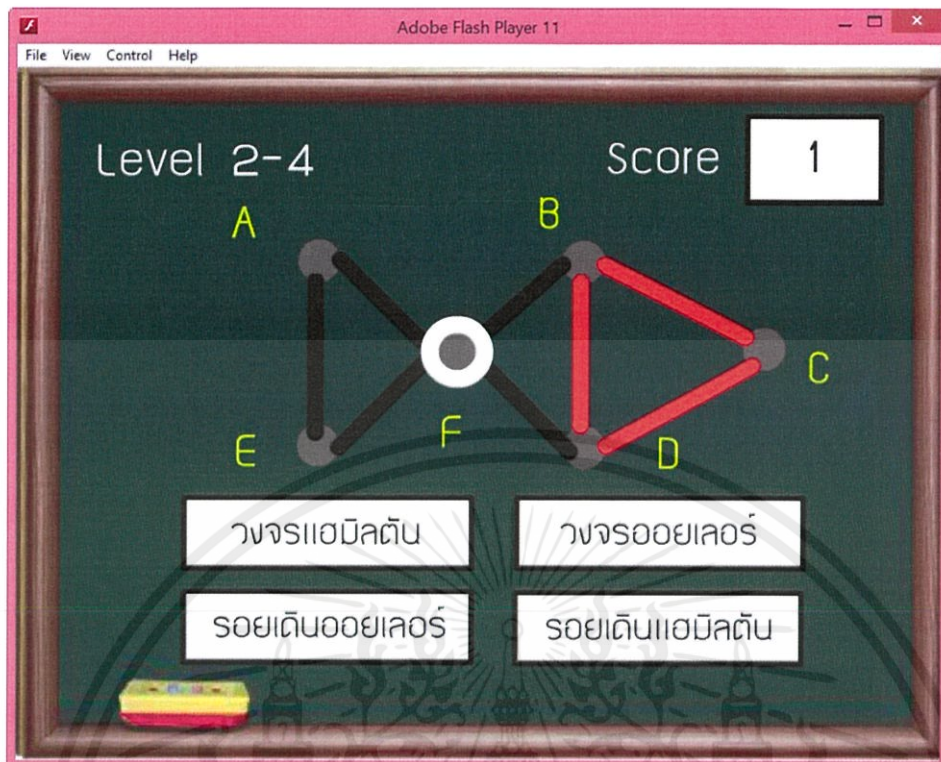 Adobe Flash Player 11
File View Control Help
Level 2-4
Score 1
A
B
C
E
F
D
วงจรแฮมิลตัน
วงจรออยเลอร์
รอยเดินออยเลอร์
รอยเดินแฮมิลตัน